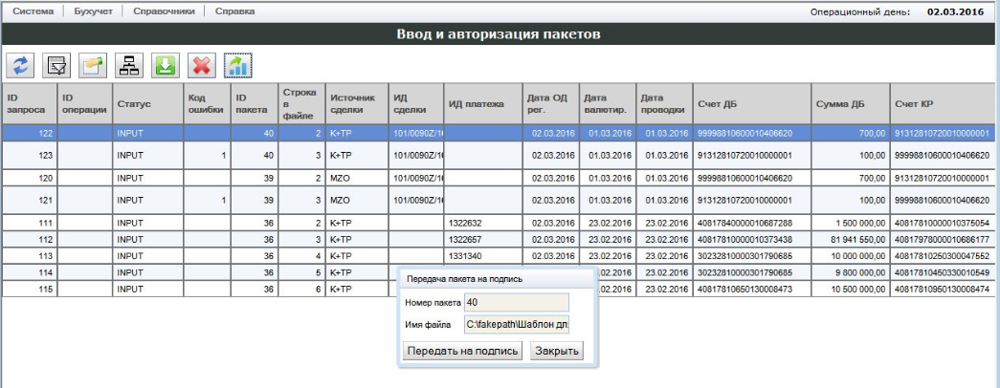 Система Бухучет Справочники Справка Операционный день: 02.03.2016
Ввод и авторизация пакетов
ID запроса ID операции Статус Код ошибки ID пакета Строка в файле Источник сделки ИД сделки ИД платежа Дата ОД рег. Дата валютир. Дата проводки Счет ДБ Сумма ДБ Счет КР
122 INPUT 40 2 K+TP 101/0090Z/1 02.03.2016 01.03.2016 01.03.2016 99998810600010406620 700,00 91312810720010000001
123 INPUT 1 40 3 K+TP 101/0090Z/1 02.03.2016 01.03.2016 01.03.2016 91312810720010000001 100,00 99998810600010406620
120 INPUT 39 2 MZO 101/0090Z/1 02.03.2016 01.03.2016 01.03.2016 99998810600010406620 700,00 91312810720010000001
121 INPUT 1 39 3 MZO 101/0090Z/1 02.03.2016 01.03.2016 01.03.2016 91312810720010000001 100,00 99998810600010406620
111 INPUT 36 2 K+TP 1322632 02.03.2016 23.02.2016 23.02.2016 40817840000010687288 1 500 000,00 40817810000010375054
112 INPUT 36 3 K+TP 1322657 02.03.2016 23.02.2016 23.02.2016 40817810000010373438 81 941 550,00 40817978000010686177
113 INPUT 36 4 K+TP 1331340 02.03.2016 23.02.2016 23.02.2016 30232810000301790685 10 000 000,00 40817810250300047552
114 INPUT 36 5 K+TP 02.2016 23.02.2016 30232810000301790685 9 800 000,00 40817810450330010549
115 INPUT 36 6 K+TP 02.2016 23.02.2016 40817810650130008473 10 500 000,00 40817810950130008474
Передача пакета на подпись
Номер пакета 40
Имя файла C:\fakepath\Шаблон дл
Передать на подпись Закрыть